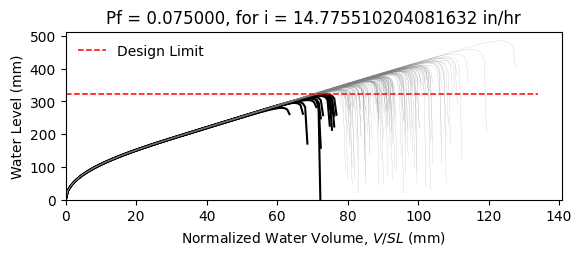 Pf = 0.075000, for i = 14.775510204081632 in/hr
500
400
300
200
100
0
Water Level (mm)
Design Limit
0 20 40 60 80 100 120 140
Normalized Water Volume, V/SL (mm)